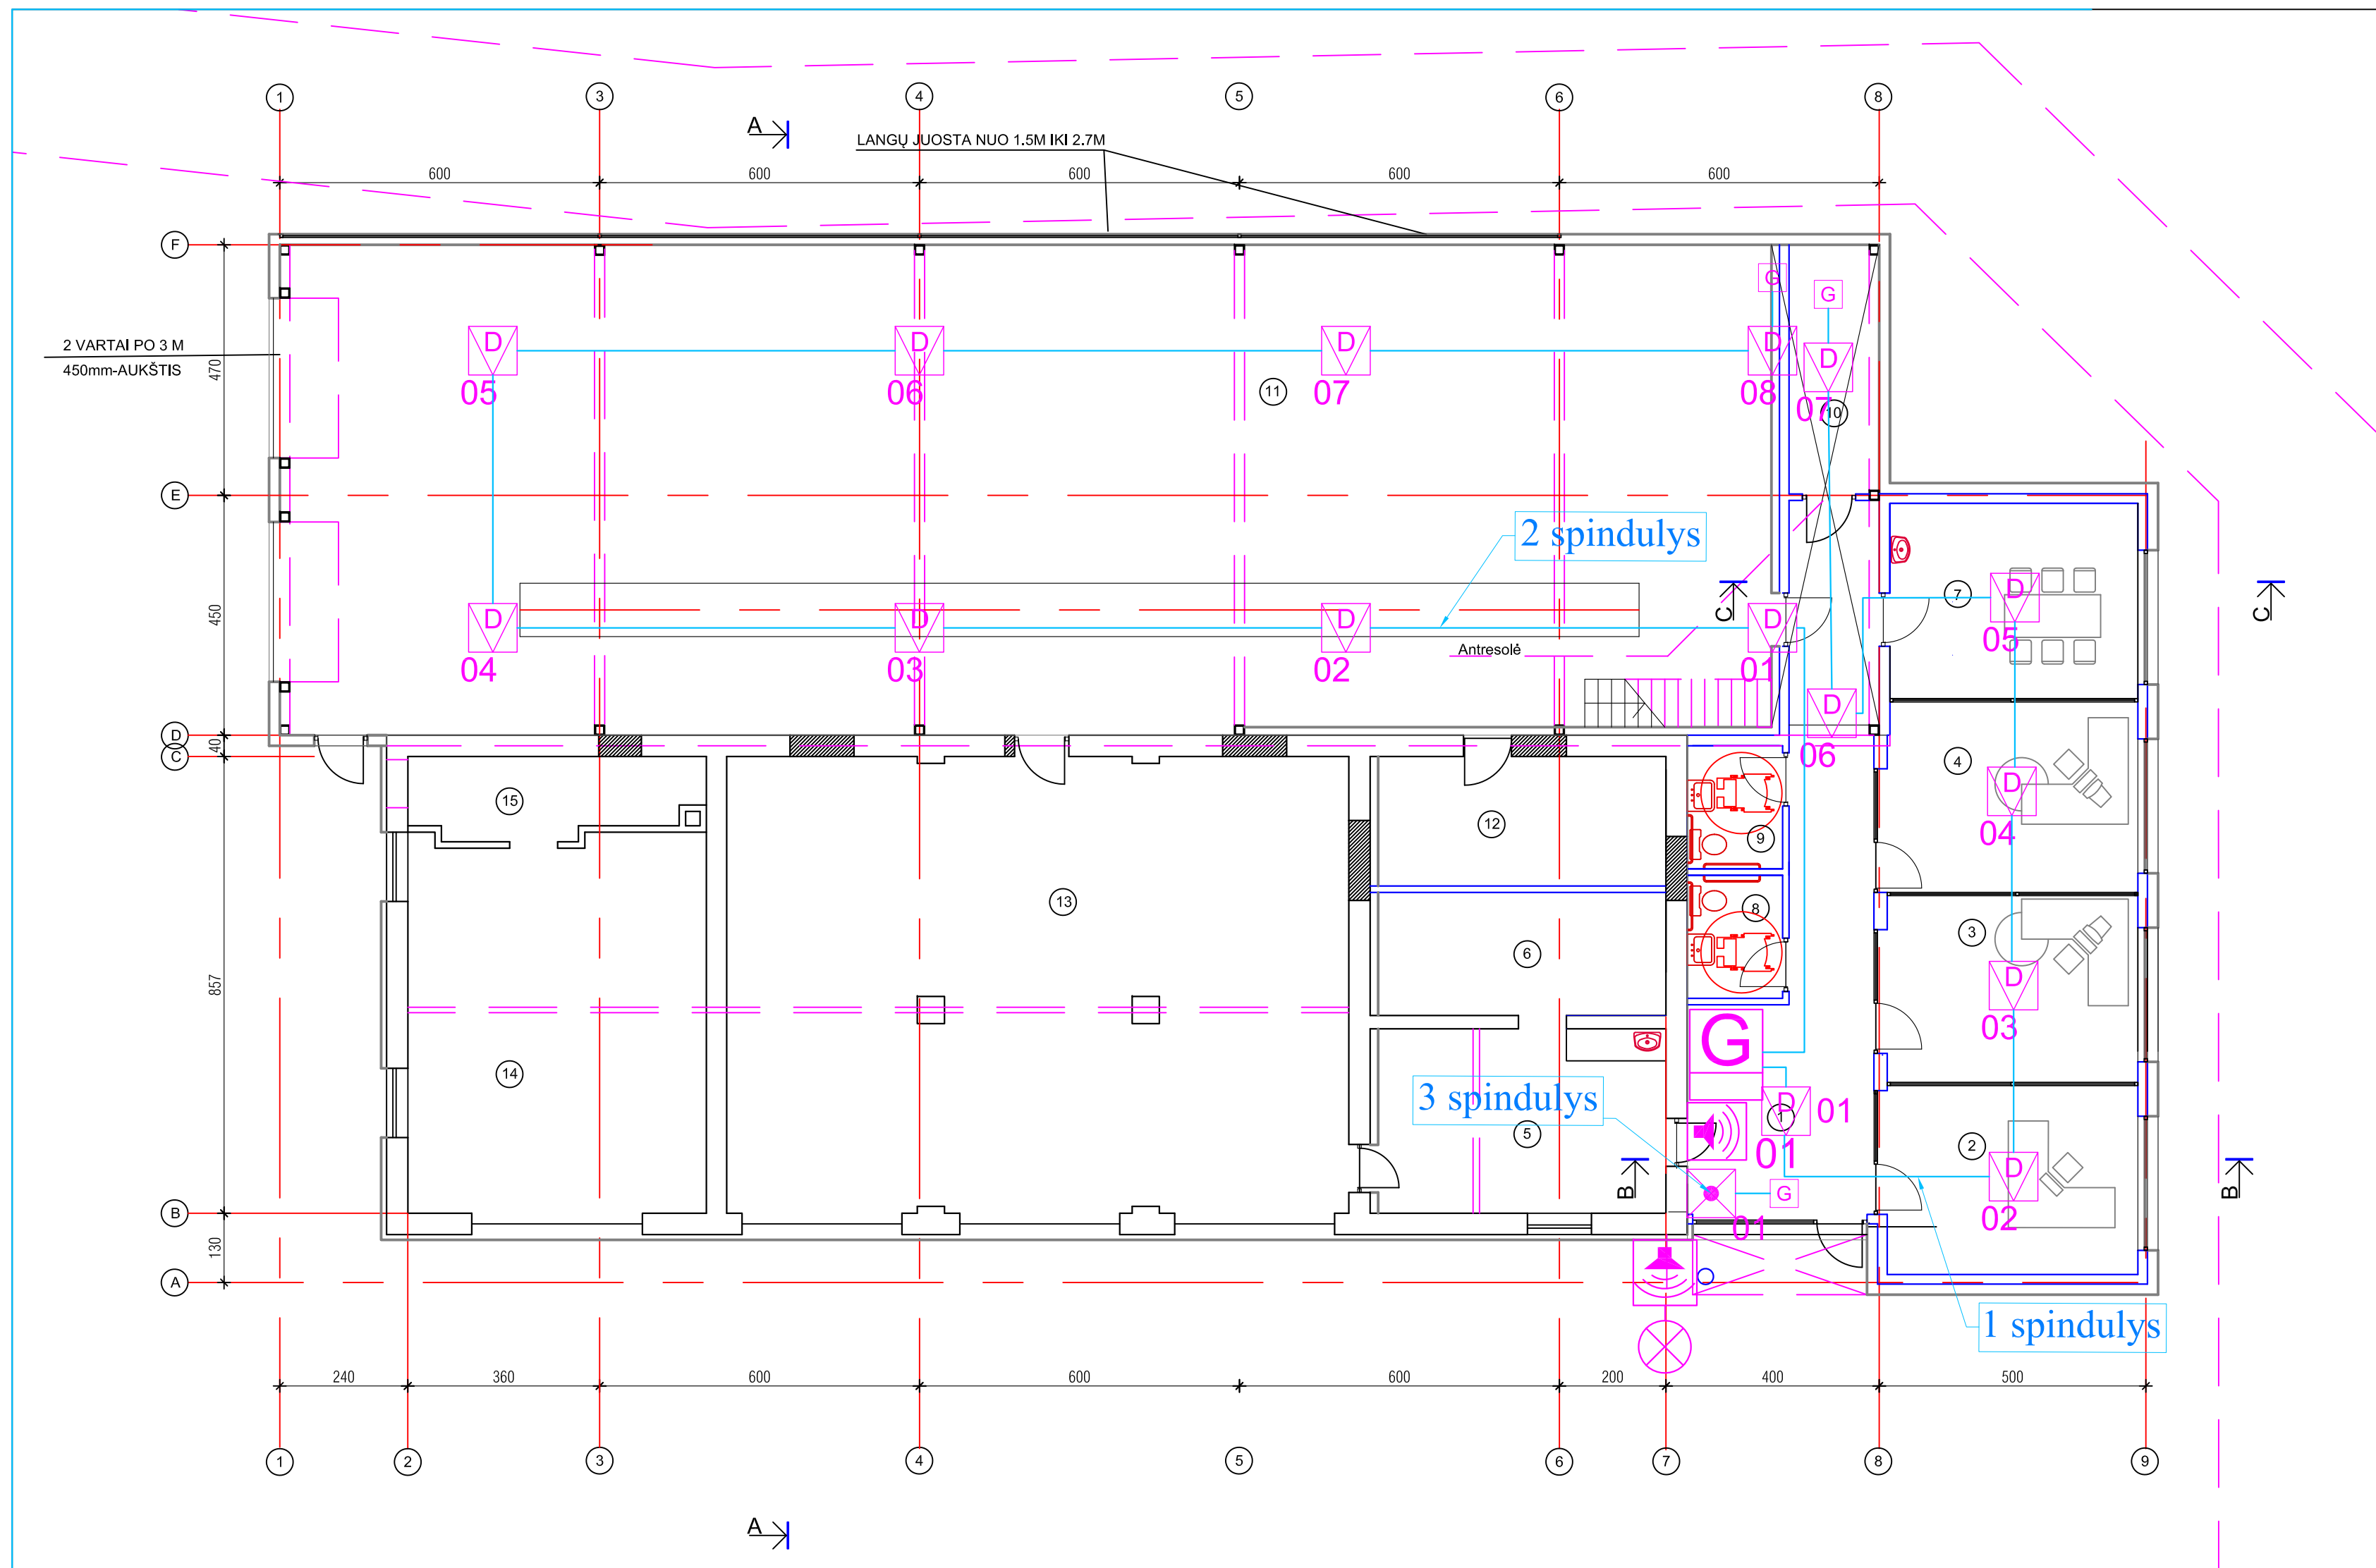 1 3 4 5 6 8
A
LANGŲ JUOSTA NUO 1.5M IKI 2.7M
600 600 600 600 600
F
G G
2 VARTAI PO 3 M
450mm-AUKŠTIS
470
D D D D D
05 06 07 08 07
11 10
E
2 spindulys
450
C C
7
D D D D D
05
04 03 02 01
Antresolė
D
06
D
40
C
4
D
04
15
12
9
13
8
3
6
D
03
857
G
14
3 spindulys
5
D 01
1
01
2
D
02
B B
G
01
B
130
A
1 spindulys
240 360 600 600 600 200 400 500
1 2 3 4 5 6 7 8 9
A